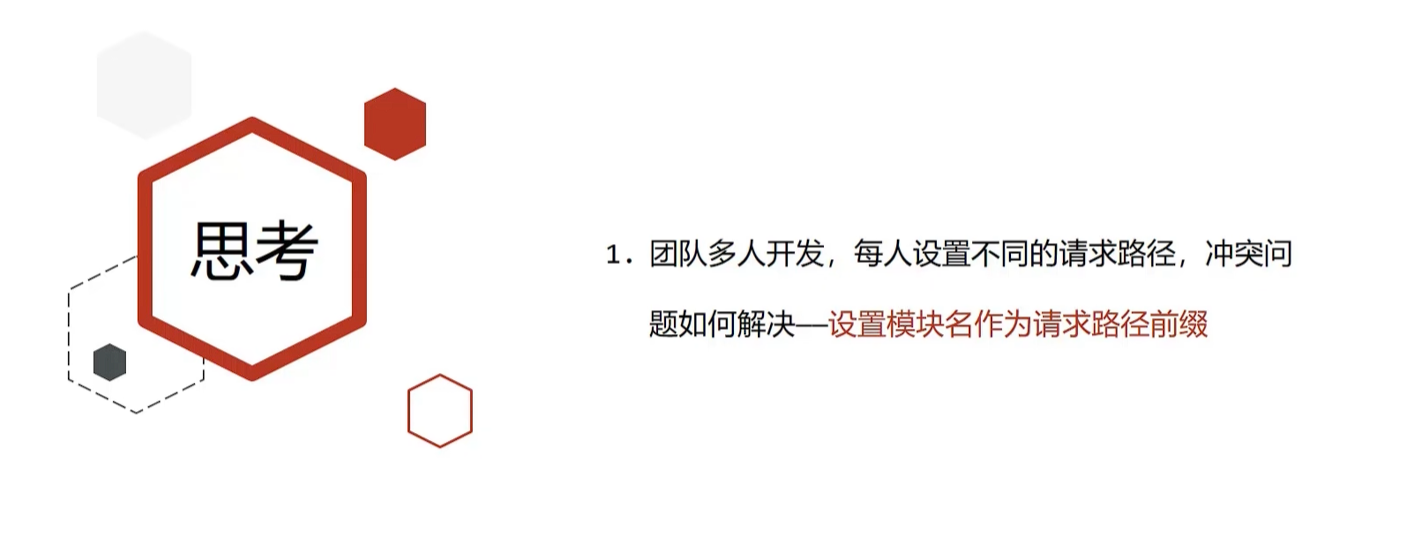 思考
1. 团队多人开发，每人设置不同的请求路径，冲突问
题如何解决——设置模块名作为请求路径前缀